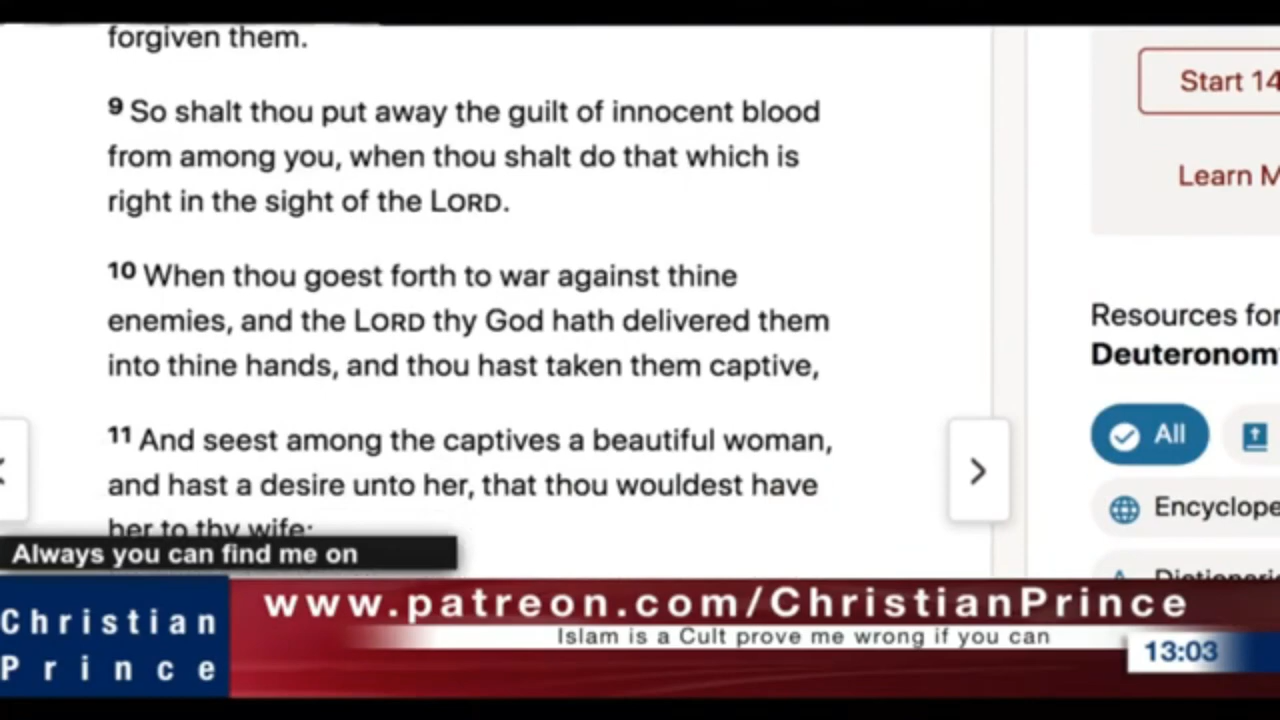 forgiven them.
9 So shalt thou put away the guilt of innocent blood
from among you, when thou shalt do that which is
right in the sight of the LORD.
10 When thou goest forth to war against thine
enemies, and the LORD thy God hath delivered them
into thine hands, and thou hast taken them captive,
11 And seest among the captives a beautiful woman,
and hast a desire unto her, that thou wouldest have
her to thy wife;
Start 14
Learn M
Resources for
Deuteronom
All
Encyclope
Always you can find me on
Christian
Prince
www.patreon.com/ChristianPrince
Islam is a Cult prove me wrong if you can
13:03